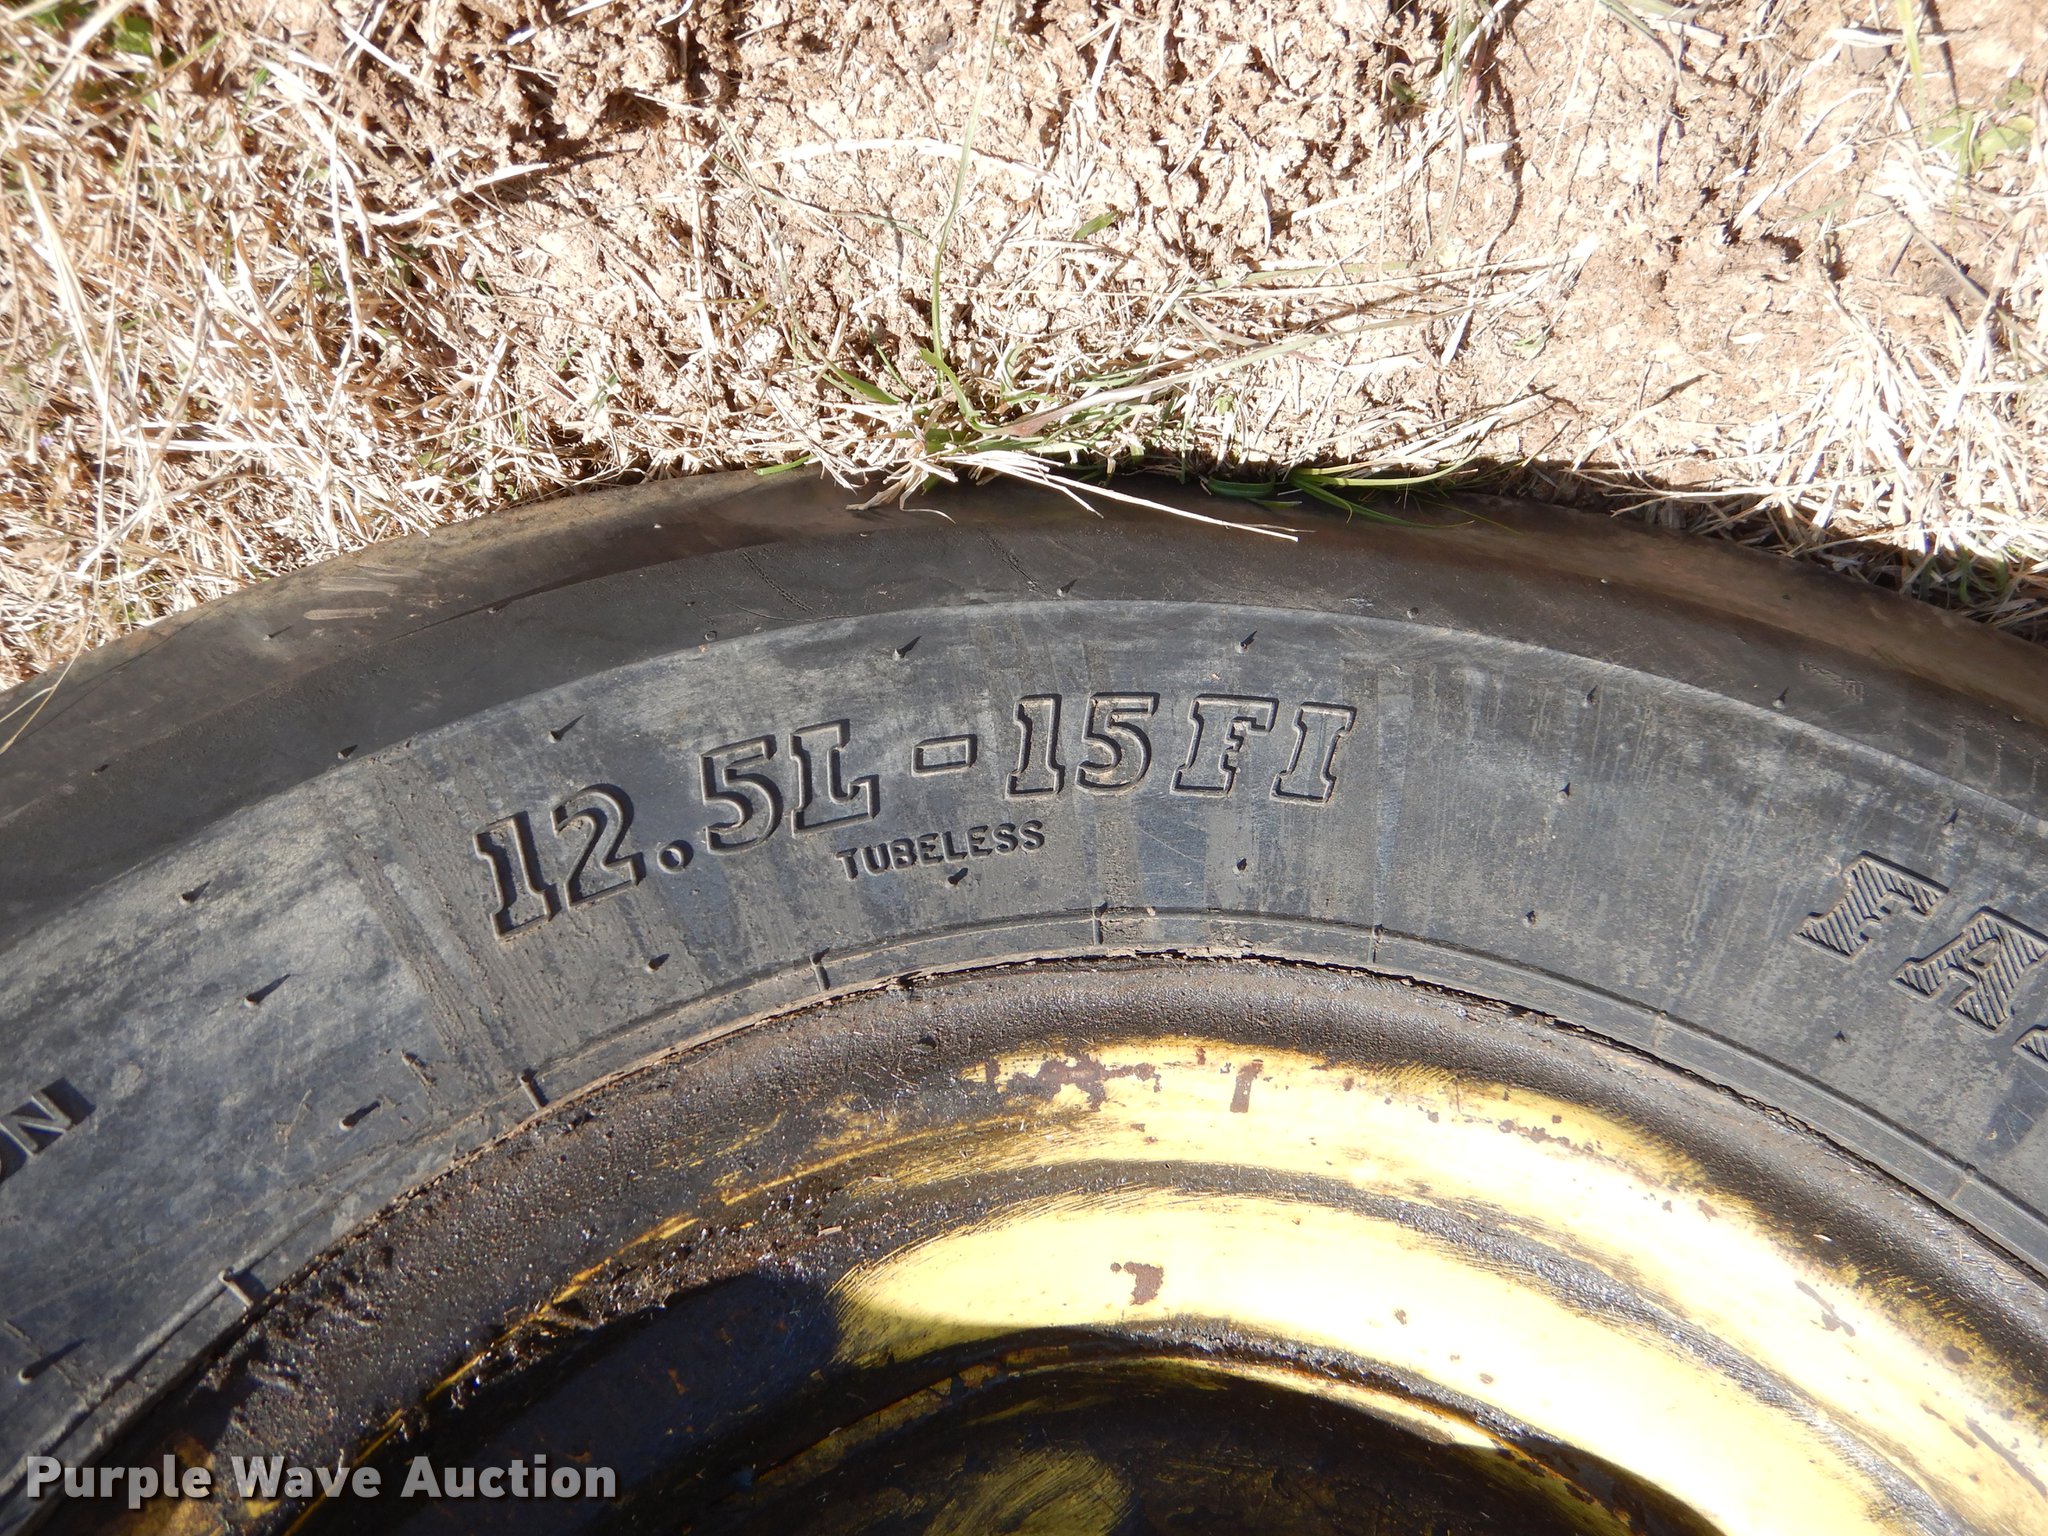 12.5L-15FI
TUBELESS
Purple Wave Auction